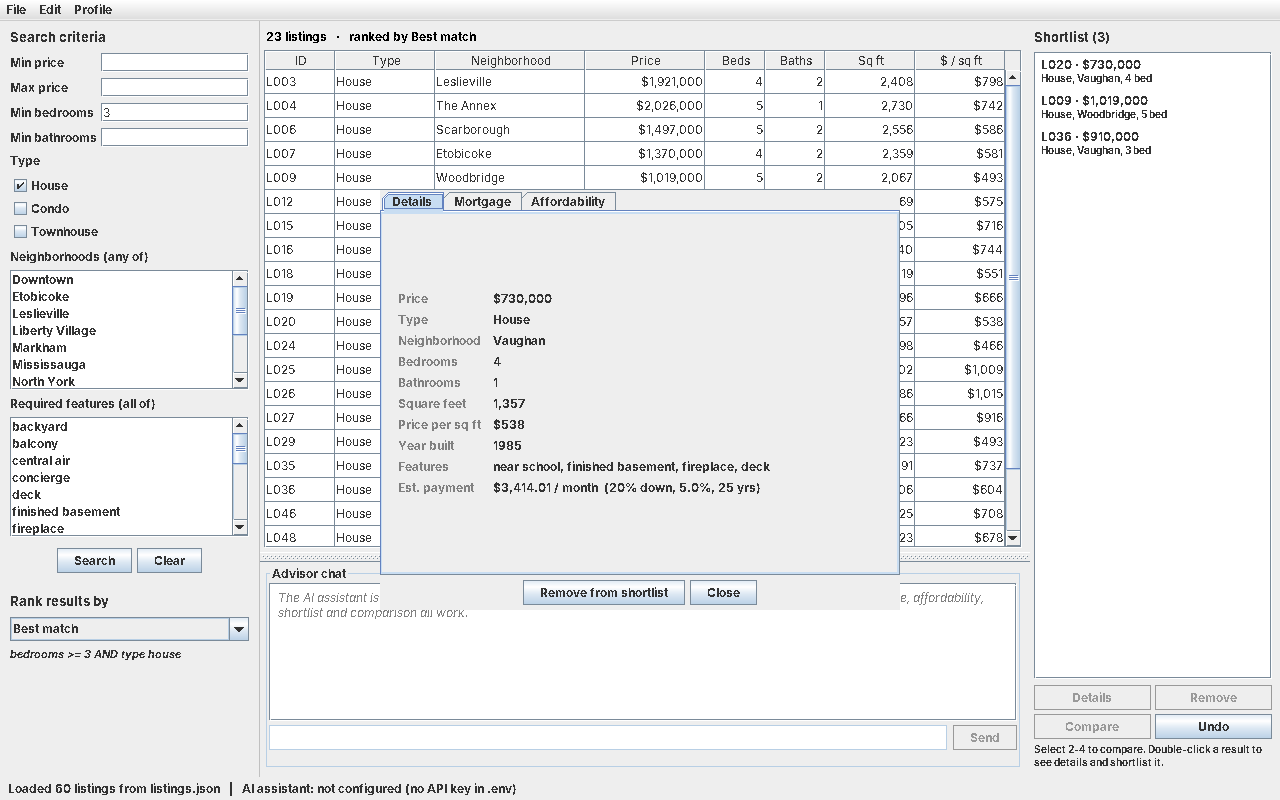 File Edit Profile
Search criteria
Min price
Max price
Min bedrooms 3
Min bathrooms
Type
House
Condo
Townhouse
Neighborhoods (any of)
Downtown
Etobicoke
Leslieville
Liberty Village
Markham
Mississauga
North York
Required features (all of)
backyard
balcony
central air
concierge
deck
finished basement
fireplace
Search Clear
Rank results by
Best match
bedrooms >= 3 AND type house
23 listings · ranked by Best match
ID Type Neighborhood Price Beds Baths Sq ft $ / sq ft
L003 House Leslieville $1,921,000 4 2 2,408 $798
L004 House The Annex $2,026,000 5 1 2,730 $742
L006 House Scarborough $1,497,000 5 2 2,556 $586
L007 House Etobicoke $1,370,000 4 2 2,359 $581
L009 House Woodbridge $1,019,000 5 2 2,067 $493
L012 House 69 $575
L015 House 05 $716
L016 House 40 $744
L018 House 19 $551
L019 House 96 $666
L020 House 57 $538
L024 House 98 $466
L025 House 02 $1,009
L026 House 86 $1,015
L027 House 66 $916
L029 House 23 $493
L035 House 91 $737
L036 House 06 $604
L046 House 25 $708
L048 House 23 $678
Details Mortgage Affordability
Price $730,000
Type House
Neighborhood Vaughan
Bedrooms 4
Bathrooms 1
Square feet 1,357
Price per sq ft $538
Year built 1985
Features near school, finished basement, fireplace, deck
Est. payment $3,414.01 / month (20% down, 5.0%, 25 yrs)
Remove from shortlist Close
Advisor chat
The AI assistant is e, affordability,
shortlist and comparison all work.
Send
Shortlist (3)
L020 · $730,000
House, Vaughan, 4 bed
L009 · $1,019,000
House, Woodbridge, 5 bed
L036 · $910,000
House, Vaughan, 3 bed
Details Remove
Compare Undo
Select 2-4 to compare. Double-click a result to
see details and shortlist it.
Loaded 60 listings from listings.json | AI assistant: not configured (no API key in .env)